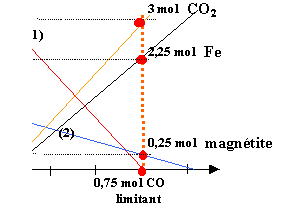 3 mol CO₂
1)
2,25 mol Fe
(2)
0,25 mol magnétite
0,75 mol CO
limitant